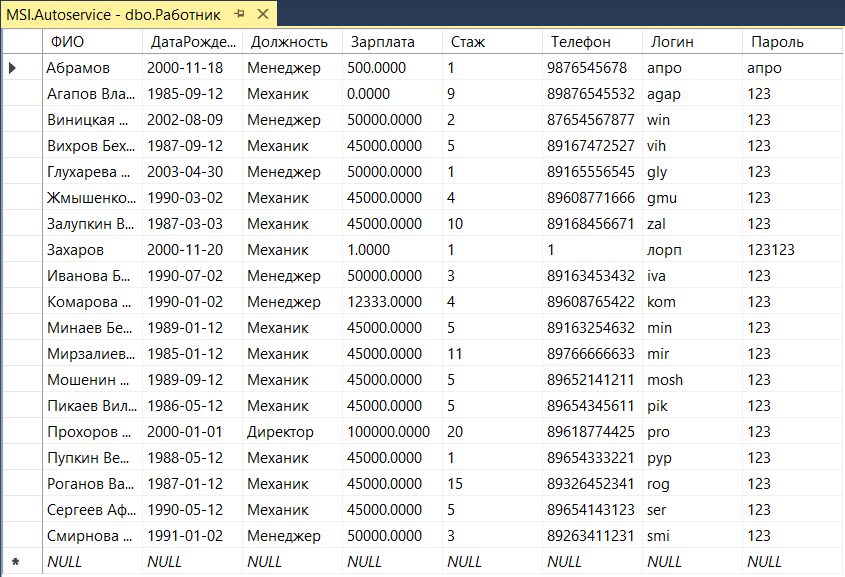 MSI.Autoservice - dbo.Работник
ФИО ДатаРожде... Должность Зарплата Стаж Телефон Логин Пароль
Абрамов 2000-11-18 Менеджер 500.0000 1 9876545678 апро апро
Агапов Вла... 1985-09-12 Механик 0.0000 9 89876545532 agap 123
Виницкая ... 2002-08-09 Менеджер 50000.0000 2 87654567877 win 123
Вихров Бех... 1987-09-12 Механик 45000.0000 5 89167472527 vih 123
Глухарева ... 2003-04-30 Менеджер 50000.0000 1 89165556545 gly 123
Жмышенко... 1990-03-02 Механик 45000.0000 4 89608771666 gmu 123
Залупкин В... 1987-03-03 Механик 45000.0000 10 89168456671 zal 123
Захаров 2000-11-20 Механик 1.0000 1 1 лорп 123123
Иванова Б... 1990-07-02 Менеджер 50000.0000 3 89163453432 iva 123
Комарова ... 1990-01-02 Менеджер 12333.0000 4 89608765422 kom 123
Минаев Бе... 1989-01-12 Механик 45000.0000 5 89163254632 min 123
Мирзалиев... 1985-01-12 Механик 45000.0000 11 89766666633 mir 123
Мошенин ... 1989-09-12 Механик 45000.0000 5 89652141211 mosh 123
Пикаев Вил... 1986-05-12 Механик 45000.0000 5 89654345611 pik 123
Прохоров ... 2000-01-01 Директор 100000.0000 20 89618774425 pro 123
Пупкин Ве... 1988-05-12 Механик 45000.0000 1 89654333221 pyp 123
Роганов Ва... 1987-01-12 Механик 45000.0000 15 89326452341 rog 123
Сергеев Аф... 1990-05-12 Механик 45000.0000 5 89654143123 ser 123
Смирнова ... 1991-01-02 Менеджер 50000.0000 3 89263411231 smi 123
NULL NULL NULL NULL NULL NULL NULL NULL